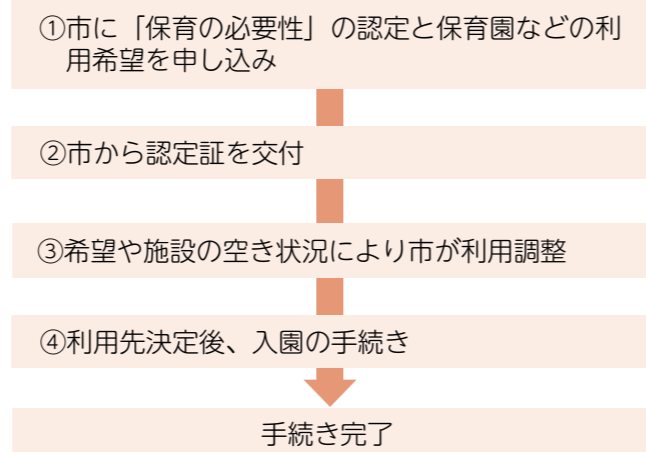 ①市に「保育の必要性」の認定と保育園などの利
用希望を申し込み
②市から認定証を交付
③希望や施設の空き状況により市が利用調整
④利用先決定後、入園の手続き
手続き完了